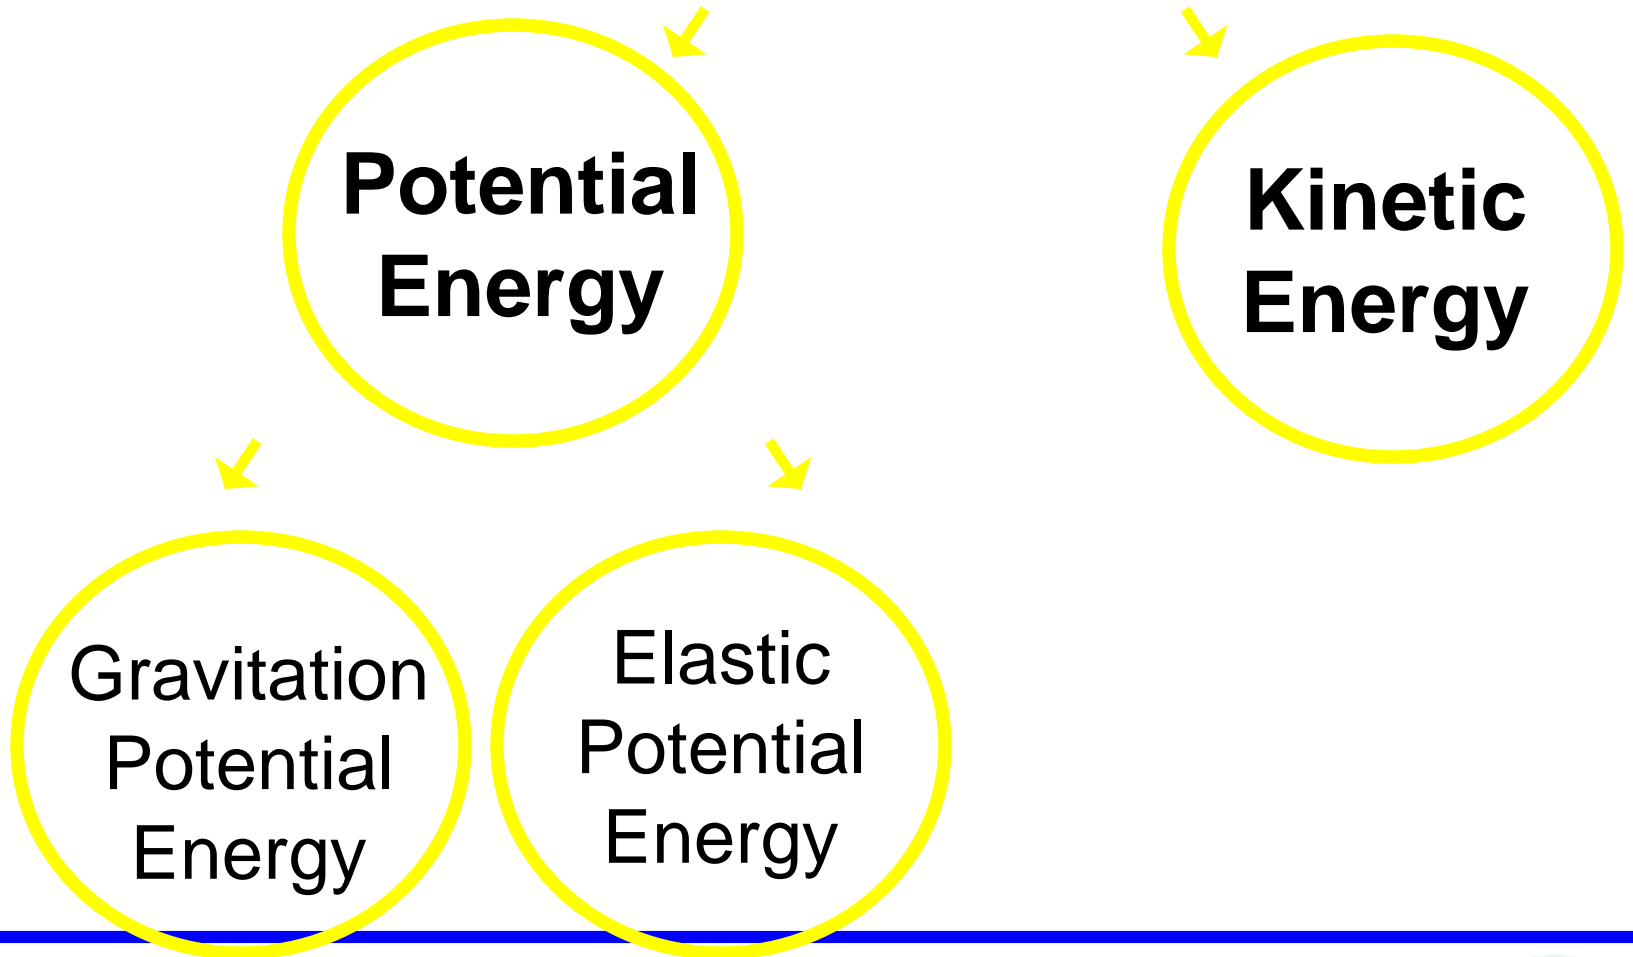 Potential
Energy
Kinetic
Energy
Gravitation
Potential
Energy
Elastic
Potential
Energy